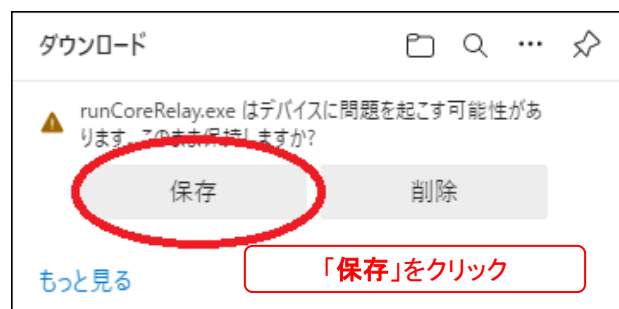 ダウンロード
runCoreRelay.exe はデバイスに問題を起こす可能性があ
ります。このまま保持しますか?
保存 削除
もっと見る
「保存」をクリック